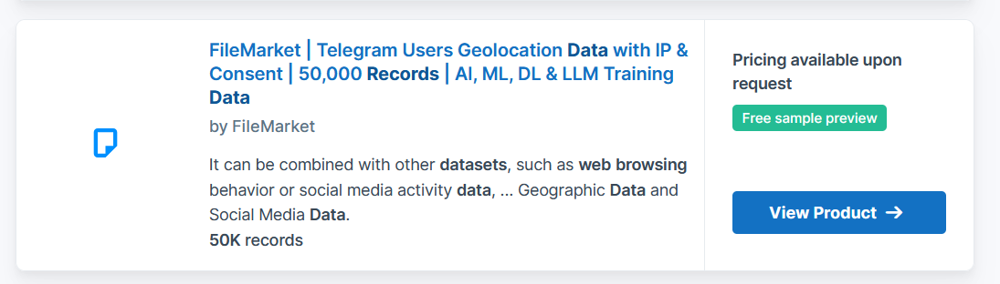 FileMarket | Telegram Users Geolocation Data with IP &
Consent | 50,000 Records | AI, ML, DL & LLM Training
Data
by FileMarket
It can be combined with other datasets, such as web browsing
behavior or social media activity data, ... Geographic Data and
Social Media Data.
50K records
Pricing available upon
request
Free sample preview
View Product →